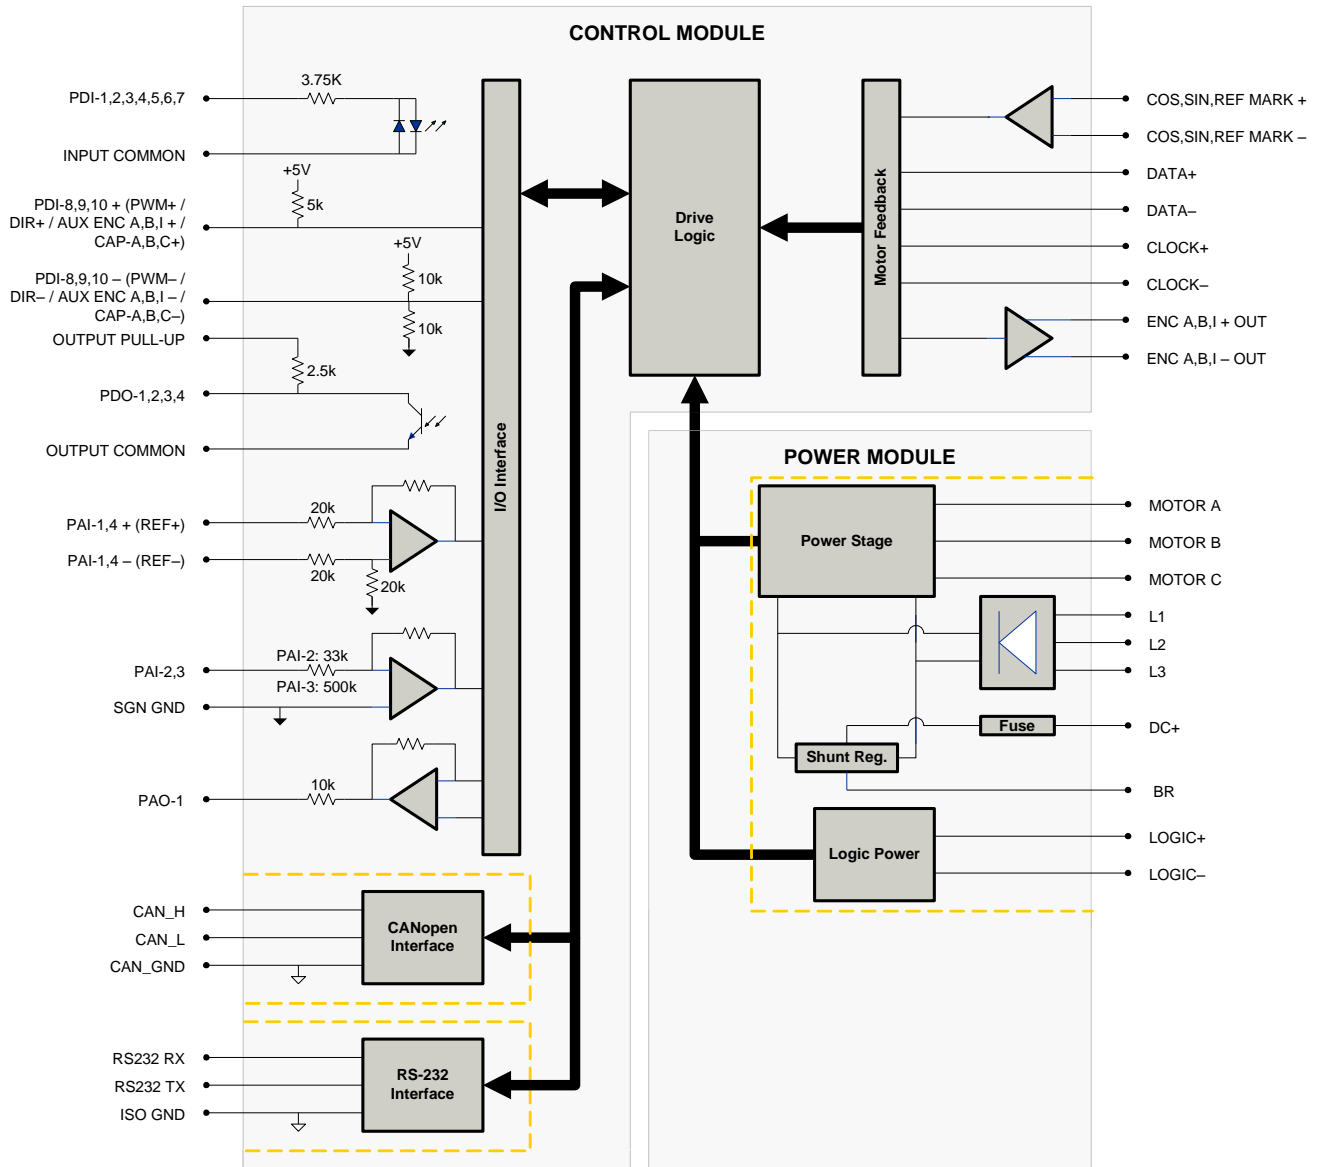 CONTROL MODULE
PDI-1,2,3,4,5,6,7
3.75K
INPUT COMMON
+5V
5k
PDI-8,9,10 + (PWM+ /
DIR+ / AUX ENC A,B,I + /
CAP-A,B,C+)
+5V
10k
PDI-8,9,10 – (PWM– /
DIR– / AUX ENC A,B,I – /
CAP-A,B,C–)
10k
OUTPUT PULL-UP
2.5k
PDO-1,2,3,4
OUTPUT COMMON
PAI-1,4 + (REF+)
20k
PAI-1,4 – (REF–)
20k
20k
PAI-2,3
PAI-2: 33k
PAI-3: 500k
SGN GND
PAO-1
10k
I/O Interface
CAN_H
CAN_L
CAN_GND
CANopen
Interface
RS232 RX
RS232 TX
ISO GND
RS-232
Interface
Drive
Logic
Motor Feedback
COS,SIN,REF MARK +
COS,SIN,REF MARK –
DATA+
DATA–
CLOCK+
CLOCK–
ENC A,B,I + OUT
ENC A,B,I – OUT
POWER MODULE
Power Stage
MOTOR A
MOTOR B
MOTOR C
L1
L2
L3
Fuse
DC+
Shunt Reg.
BR
Logic Power
LOGIC+
LOGIC–